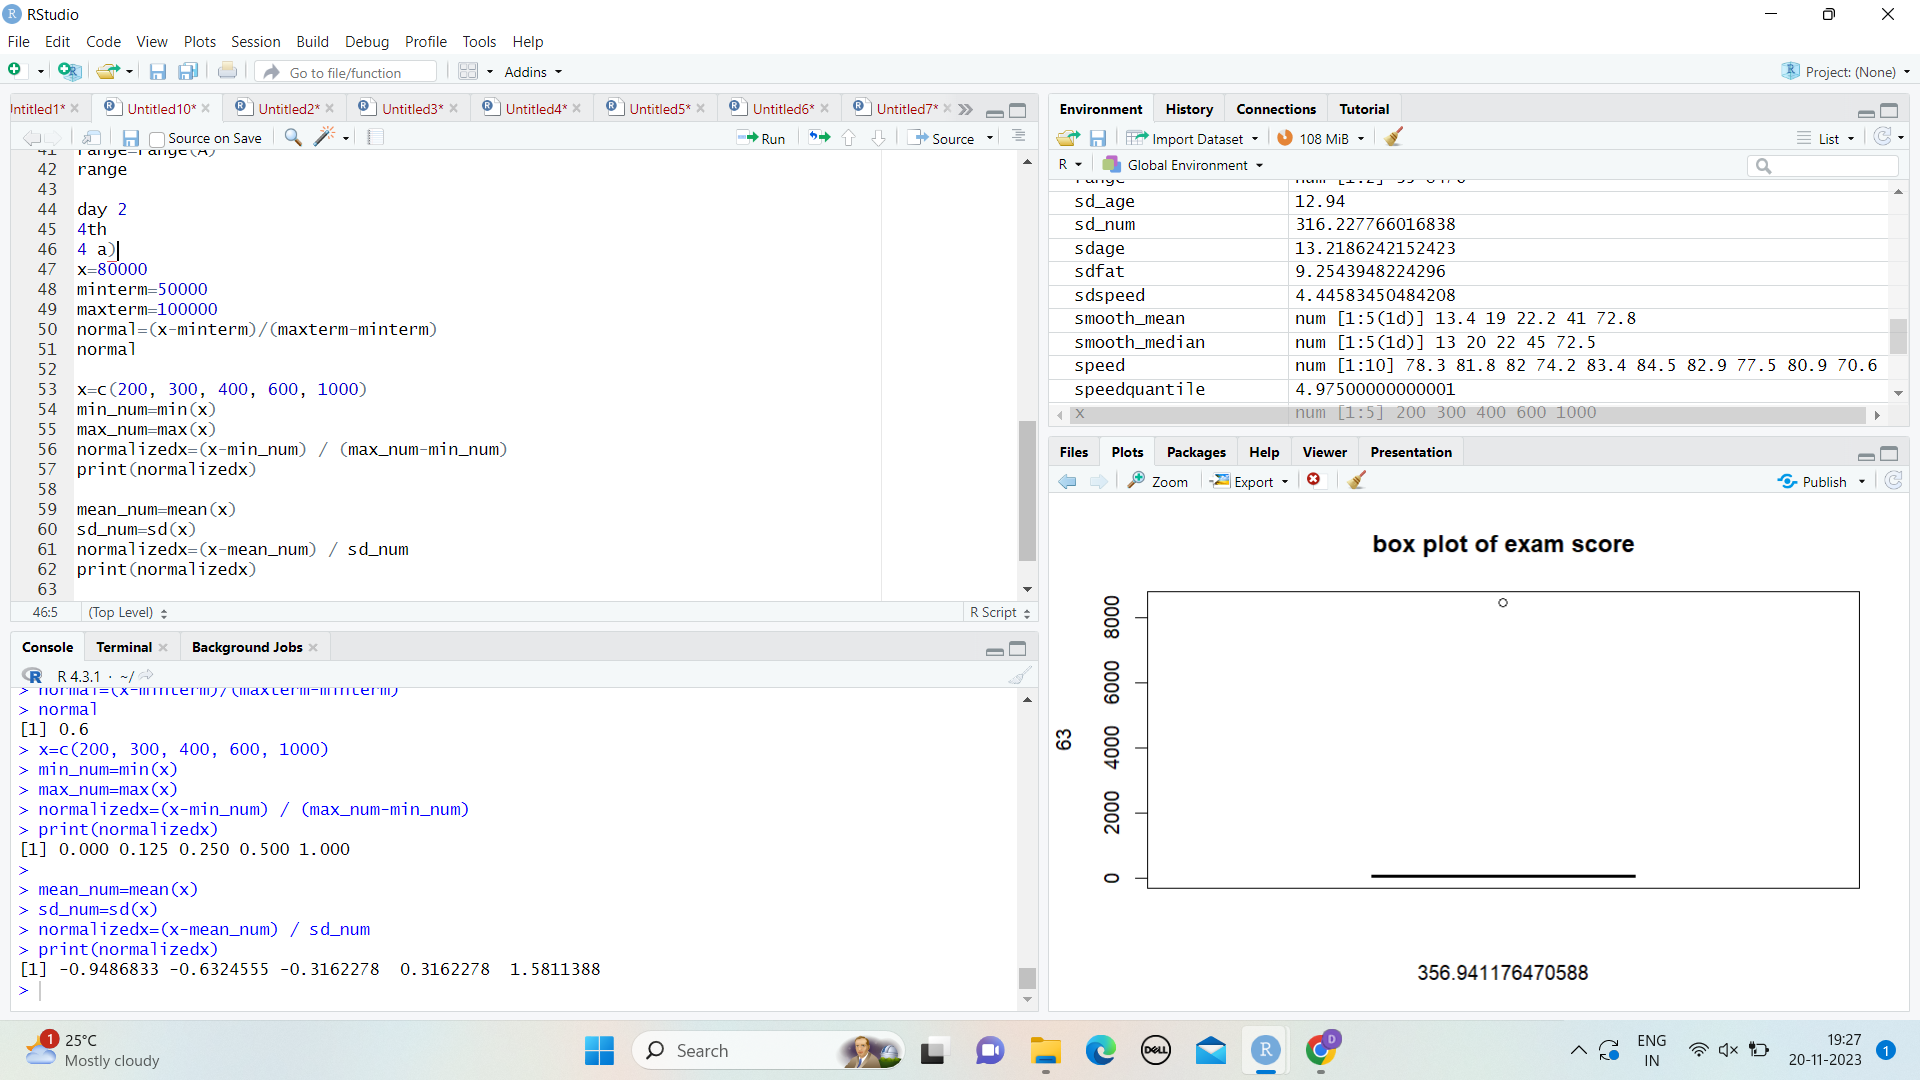 RStudio
File Edit Code View Plots Session Build Debug Profile Tools Help
Go to file/function Addins Project: (None)
ntitled1* Untitled10* Untitled2* Untitled3* Untitled4* Untitled5* Untitled6* Untitled7*
Source on Save Run Source
41 range=range(A)
42 range
43
44 day 2
45 4th
46 4 a)
47 x=80000
48 minterm=50000
49 maxterm=100000
50 normal=(x-minterm)/(maxterm-minterm)
51 normal
52
53 x=c(200, 300, 400, 600, 1000)
54 min_num=min(x)
55 max_num=max(x)
56 normalizedx=(x-min_num) / (max_num-min_num)
57 print(normalizedx)
58
59 mean_num=mean(x)
60 sd_num=sd(x)
61 normalizedx=(x-mean_num) / sd_num
62 print(normalizedx)
63
46:5 (Top Level) R Script
Console Terminal Background Jobs
R 4.3.1 · ~/
> normal=(x-minterm)/(maxterm-minterm)
> normal
[1] 0.6
> x=c(200, 300, 400, 600, 1000)
> min_num=min(x)
> max_num=max(x)
> normalizedx=(x-min_num) / (max_num-min_num)
> print(normalizedx)
[1] 0.000 0.125 0.250 0.500 1.000
>
> mean_num=mean(x)
> sd_num=sd(x)
> normalizedx=(x-mean_num) / sd_num
> print(normalizedx)
[1] -0.9486833 -0.6324555 -0.3162278  0.3162278  1.5811388
>
Environment History Connections Tutorial
Import Dataset 108 MiB List
R Global Environment
range num [1:2]
sd_age 12.94
sd_num 316.227766016838
sdage 13.2186242152423
sdfat 9.2543948224296
sdspeed 4.44583450484208
smooth_mean num [1:5(1d)] 13.4 19 22.2 41 72.8
smooth_median num [1:5(1d)] 13 20 22 45 72.5
speed num [1:10] 78.3 81.8 82 74.2 83.4 84.5 82.9 77.5 80.9 70.6
speedquantile 4.97500000000001
x num [1:5] 200 300 400 600 1000
Files Plots Packages Help Viewer Presentation
Zoom Export Publish
box plot of exam score
8000
6000
4000
2000
0
63
356.941176470588
1
25°C
Mostly cloudy
Search
DELL
R
D
ENG
IN
19:27
20-11-2023
1